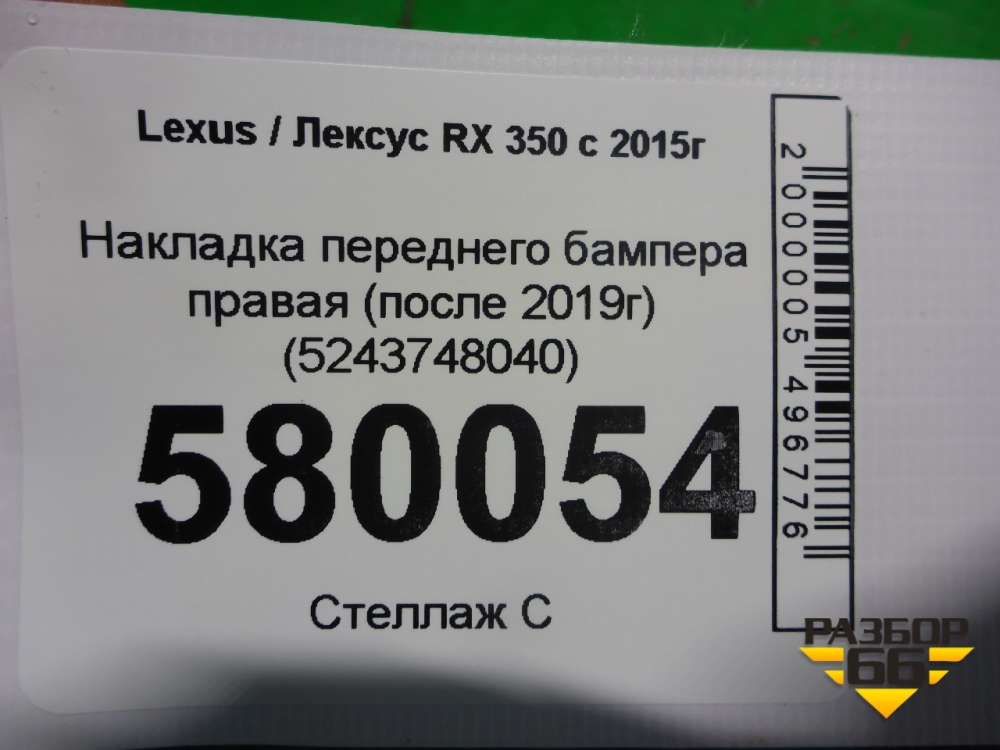 Lexus / Лексус RX 350 с 2015г
Накладка переднего бампера
правая (после 2019г)
(5243748040)
580054
Стеллаж С
2000005496776
РАЗБОР
66